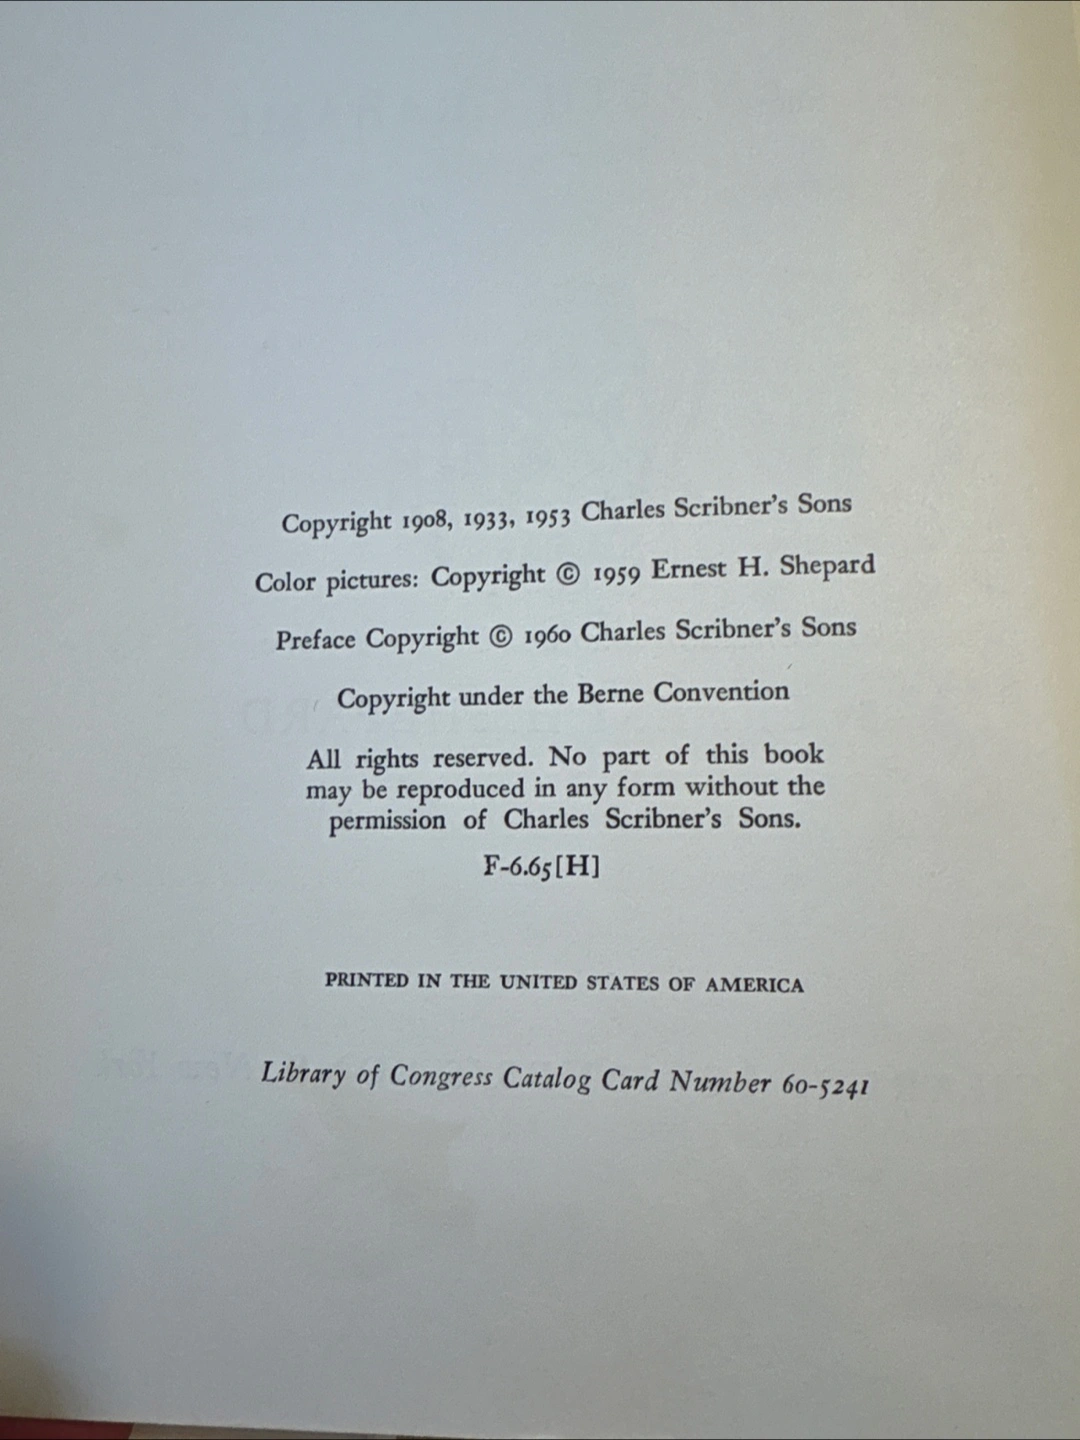 Copyright 1908, 1933, 1953 Charles Scribner's Sons
Color pictures: Copyright © 1959 Ernest H. Shepard
Preface Copyright © 1960 Charles Scribner's Sons
Copyright under the Berne Convention
All rights reserved. No part of this book
may be reproduced in any form without the
permission of Charles Scribner's Sons.
F-6.65[H]
PRINTED IN THE UNITED STATES OF AMERICA
Library of Congress Catalog Card Number 60-5241